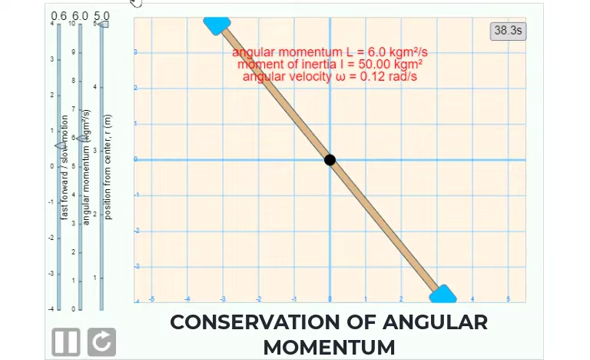 0.6 6.0 5.0
38.3s
angular momentum L = 6.0 kgm²/s
moment of inertia I = 50.00 kgm²
angular velocity ω = 0.12 rad/s
fast forward / slow motion
angular momentum (kgm²/s)
position from center, r (m)
CONSERVATION OF ANGULAR
MOMENTUM